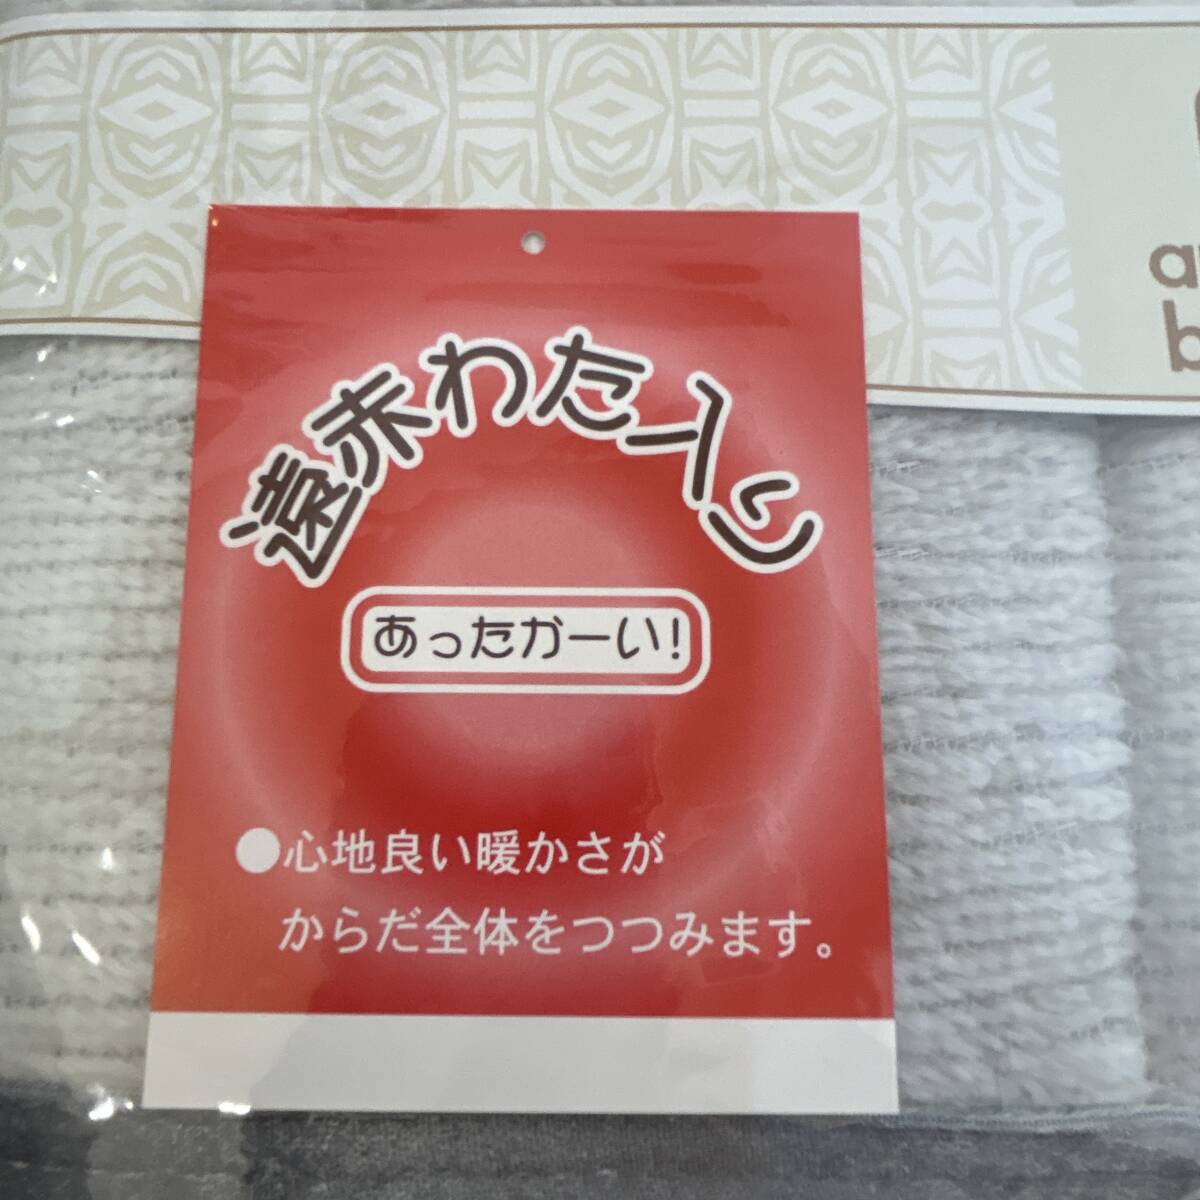 遠赤わた入り
あったかーい!
●心地良い暖かさが
からだ全体をつつみます。